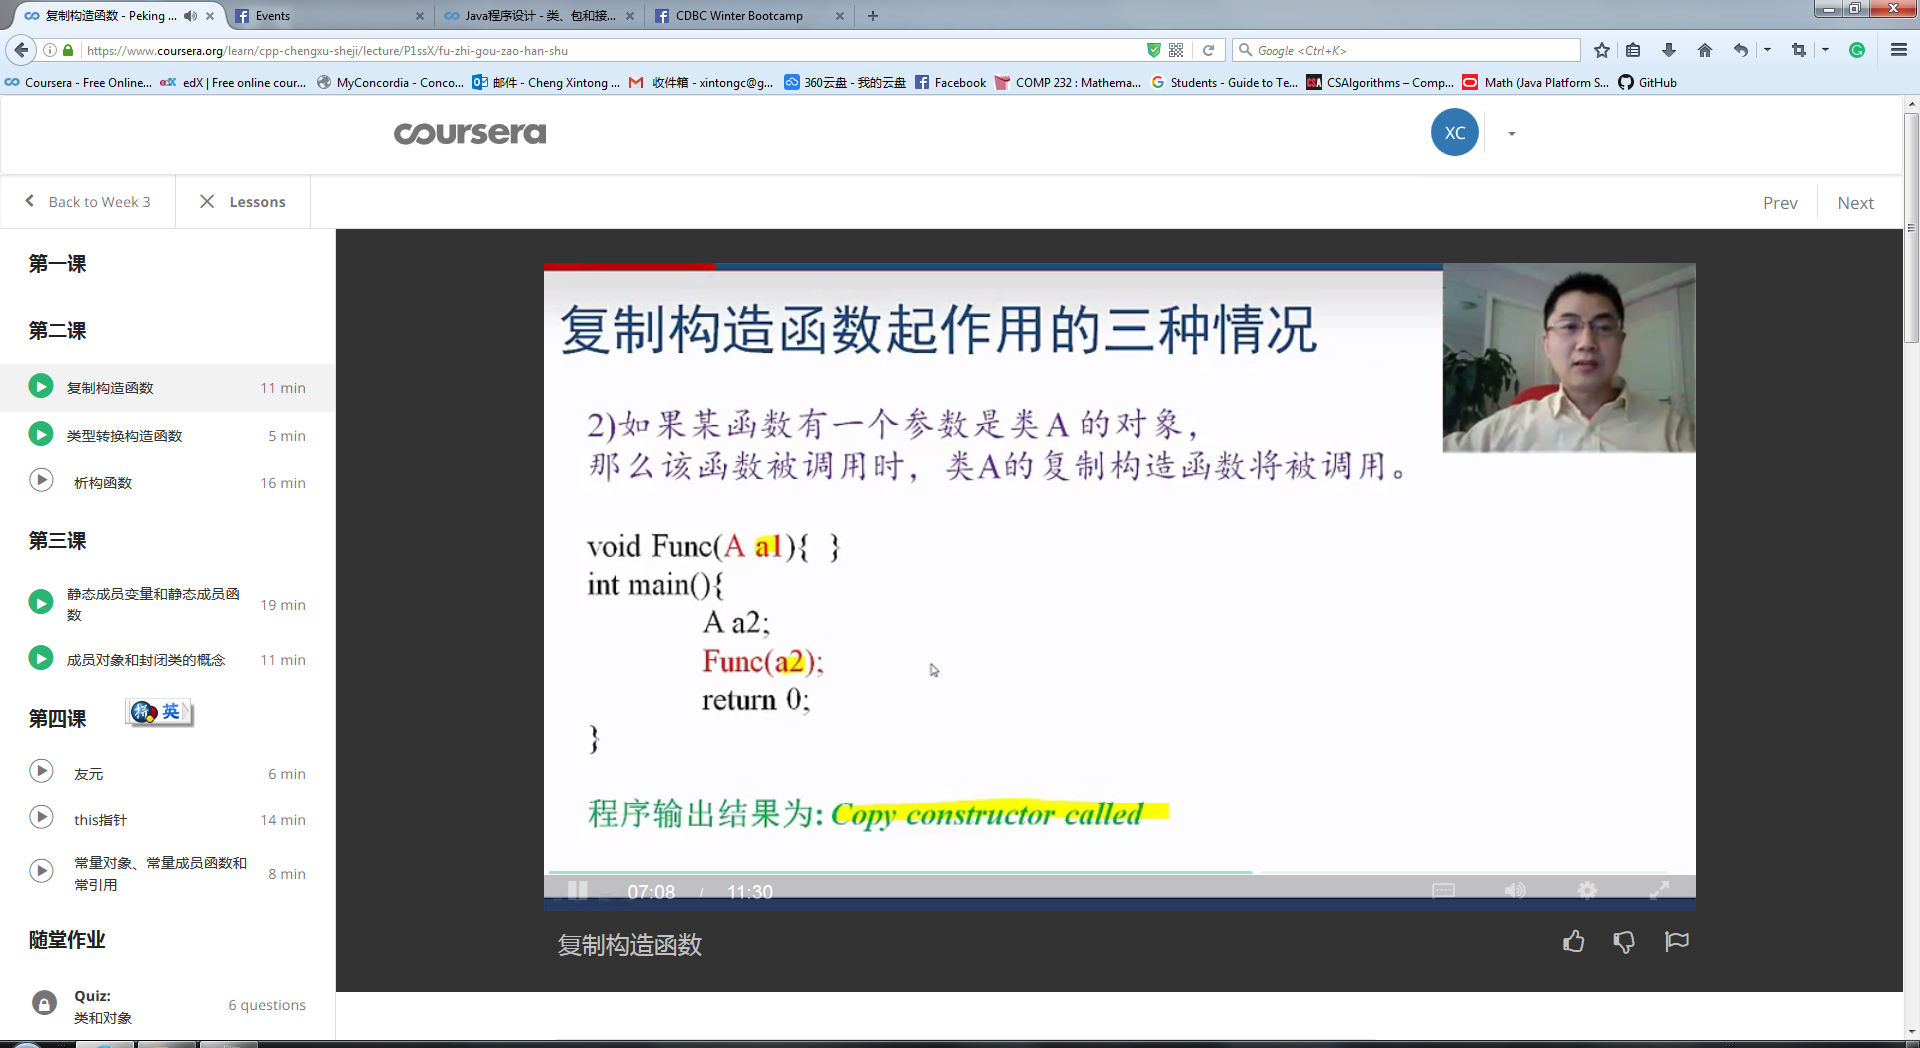 复制构造函数 - Peking ...
Events
Java程序设计 - 类、包和接...
CDBC Winter Bootcamp
https://www.coursera.org/learn/cpp-chengxu-sheji/lecture/P1ssX/fu-zhi-gou-zao-han-shu
Google <Ctrl+K>
Coursera - Free Online...
edX | Free online cour...
MyConcordia - Conco...
邮件 - Cheng Xintong ...
收件箱 - xintongc@g...
360云盘 - 我的云盘
Facebook
COMP 232 : Mathema...
Students - Guide to Te...
CSAlgorithms – Comp...
Math (Java Platform S...
GitHub
coursera
XC
Back to Week 3
Lessons
Prev
Next
第一课
第二课
复制构造函数 11 min
类型转换构造函数 5 min
析构函数 16 min
第三课
静态成员变量和静态成员函
数
19 min
成员对象和封闭类的概念 11 min
第四课
拼 英
友元 6 min
this指针 14 min
常量对象、常量成员函数和
常引用
8 min
随堂作业
Quiz:
类和对象
6 questions
复制构造函数起作用的三种情况
2)如果某函数有一个参数是类A 的对象，
那么该函数被调用时，类A的复制构造函数将被调用。
void Func(A a1){ }
int main(){
A a2;
Func(a2);
return 0;
}
程序输出结果为: Copy constructor called
07:08 / 11:30
复制构造函数